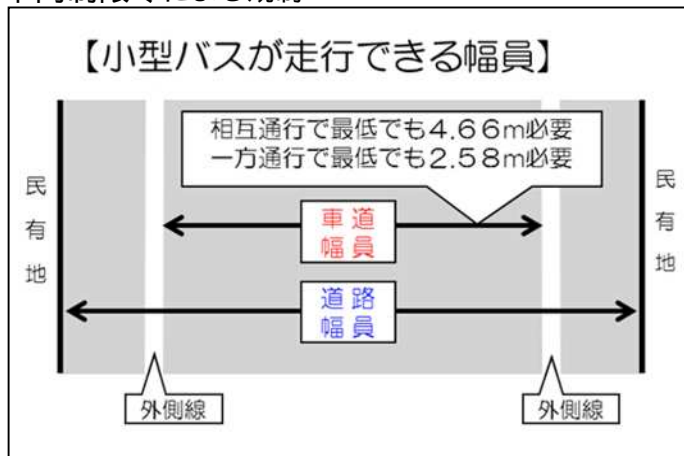 【小型バスが走行できる幅員】
相互通行で最低でも4.66m必要
一方通行で最低でも2.58m必要
民有地
車道
幅員
道路
幅員
民有地
外側線
外側線